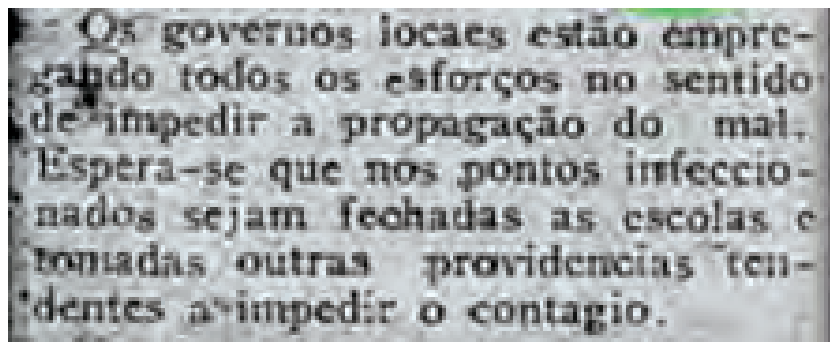 Os governos locaes estão empre-
gando todos os esforços no sentido
de impedir a propagação do mal.
Espera-se que nos pontos infeccio-
nados sejam fechadas as escolas e
tomadas outras providencias ten-
dentes a impedir o contagio.